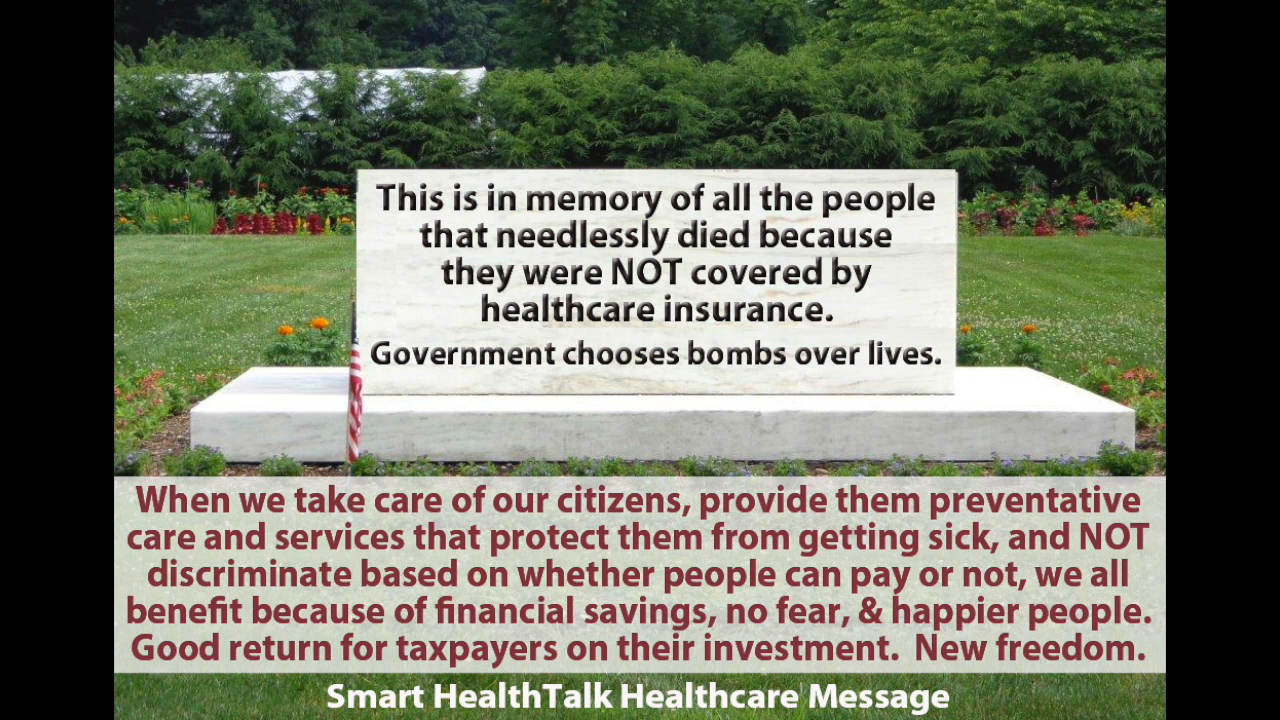 This is in memory of all the people
that needlessly died because
they were NOT covered by
healthcare insurance.
Government chooses bombs over lives.
When we take care of our citizens, provide them preventative
care and services that protect them from getting sick, and NOT
discriminate based on whether people can pay or not, we all
benefit because of financial savings, no fear, & happier people.
Good return for taxpayers on their investment.  New freedom.
Smart HealthTalk Healthcare Message